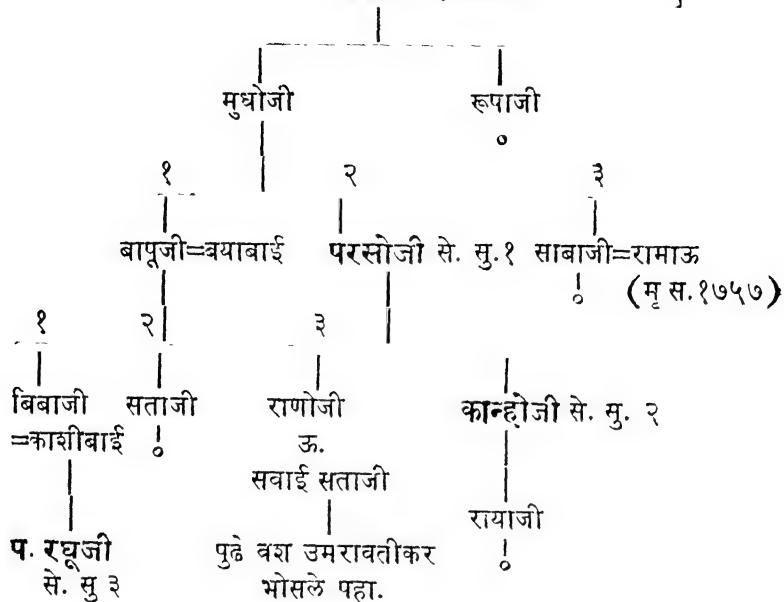 मुधोजी रूपाजी
१ २ ३
बापूजी=बयाबाई परसोजी से. सु.१ साबाजी=रामाऊ
(मृ स.१७५७)
१ २ ३
बिबाजी सताजी राणोजी कान्होजी से. सु. २
=काशीबाई ऊ.
सवाई सताजी
रायाजी
प. रघूजी पुढे वश उमरावतीकर
से. सु ३ भोसले पहा.